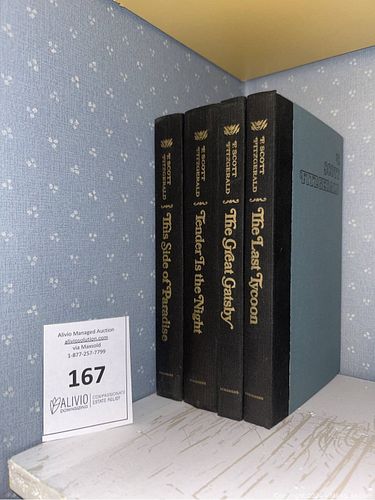 F. SCOTT
FITZGERALD
This Side of Paradise
SCRIBNERS
F. SCOTT
FITZGERALD
Tender Is the Night
SCRIBNERS
F. SCOTT
FITZGERALD
The Great Gatsby
SCRIBNERS
F. SCOTT
FITZGERALD
The Last Tycoon
SCRIBNERS
F.
SCOTT
FITZGERALD
Alivio Managed Auction
aliviosolution.com
via Maxsold
1-877-257-7799
167
ALIVIO
DOWNSIZING
COMPASSIONATE
ESTATE RELIEF